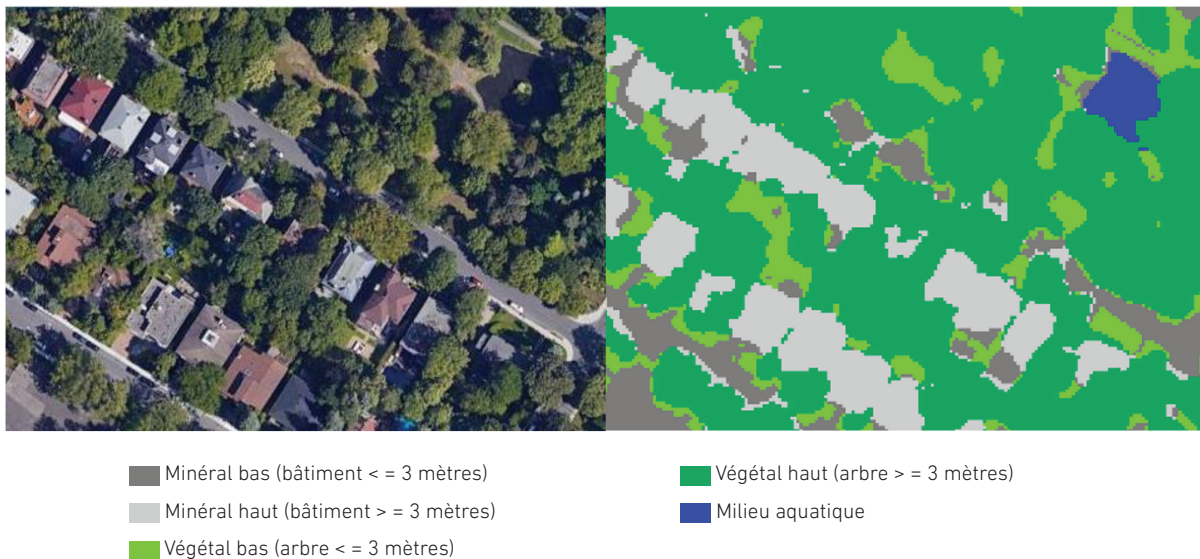 Minéral bas (bâtiment < = 3 mètres)
Minéral haut (bâtiment > = 3 mètres)
Végétal bas (arbre < = 3 mètres)
Végétal haut (arbre > = 3 mètres)
Milieu aquatique